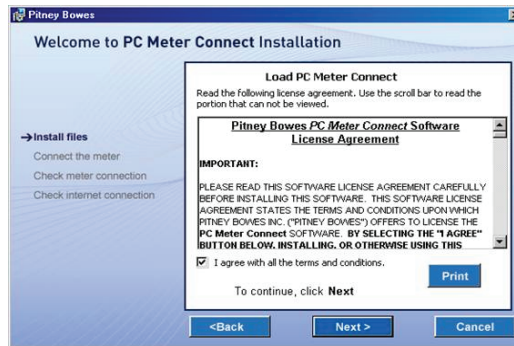 Pitney Bowes
Welcome to PC Meter Connect Installation
Load PC Meter Connect
Read the following license agreement. Use the scroll bar to read the
portion that can not be viewed.
Pitney Bowes PC Meter Connect Software
License Agreement
IMPORTANT:
PLEASE READ THIS SOFTWARE LICENSE AGREEMENT CAREFULLY
BEFORE INSTALLING THIS SOFTWARE. THIS SOFTWARE LICENSE
AGREEMENT STATES THE TERMS AND CONDITIONS UPON WHICH
PITNEY BOWES INC. ("PITNEY BOWES") OFFERS TO LICENSE THE
PC Meter Connect SOFTWARE. BY SELECTING THE "I AGREE"
BUTTON BELOW, INSTALLING, OR OTHERWISE USING THIS
I agree with all the terms and conditions.
Print
To continue, click Next
Install files
Connect the meter
Check meter connection
Check internet connection
<Back
Next >
Cancel